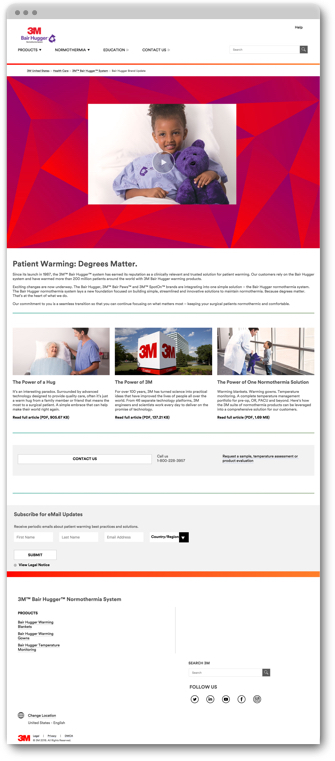 Help
3M
Bair Hugger
PRODUCTS
NORMOTHERMIA
EDUCATION
CONTACT US
Search
3M United States
Health Care
3M™ Bair Hugger™ System
Bair Hugger Brand Update
Patient Warming: Degrees Matter.
Since its launch in 1987, the 3M™ Bair Hugger™ system has earned its reputation as a clinically relevant and trusted solution for patient warming. Our customers rely on the Bair Hugger
system and have warmed more than 200 million patients around the world with 3M Bair Hugger warming products.
Exciting changes are now underway. The Bair Hugger, 3M™ Bair Paws™ and 3M™ SpotOn™ brands are integrating into one simple solution – the Bair Hugger normothermia system.
The Bair Hugger normothermia system lays a new foundation focused on building simple, streamlined and innovative solutions to maintain normothermia. Because degrees matter.
That's at the heart of what we do.
Our commitment to you is a seamless transition so that you can continue focusing on what matters most – keeping your surgical patients normothermic and comfortable.
3M 3M
The Power of a Hug
It's an interesting paradox. Surrounded by advanced
technology designed to provide quality care, often it's just
a warm hug from a family member or friend that means the
most to a surgical patient. A simple embrace that can help
make their world right again.
Read full article (PDF, 805.67 KB)
The Power of 3M
For over 100 years, 3M has turned science into practical
ideas that have improved the lives of people all over the
world. From 46 separate technology platforms, 3M
engineers and scientists work every day to deliver on the
promise of technology.
Read full article (PDF, 137.21 KB)
The Power of One Normothermia Solution
Warming blankets. Warming gowns. Temperature
monitoring. A complete temperature management
portfolio for pre-op, OR, PACU and beyond. Here's how
the 3M suite of normothermia products can be leveraged
into a comprehensive solution for our customers.
Read full article (PDF, 1.69 MB)
CONTACT US
Call us
1-800-228-3957
Request a sample, temperature assessment or
product evaluation
Subscribe for eMail Updates
Receive periodic emails about patient warming best practices and solutions.
First Name
Last Name
Email Address
Country/Region
SUBMIT
View Legal Notice
3M™ Bair Hugger™ Normothermia System
PRODUCTS
Bair Hugger Warming
Blankets
Bair Hugger Warming
Gowns
Bair Hugger Temperature
Monitoring
SEARCH 3M
Search
FOLLOW US
Change Location
United States - English
3M
Legal | Privacy | DMCA
© 3M 2018. All Rights Reserved.